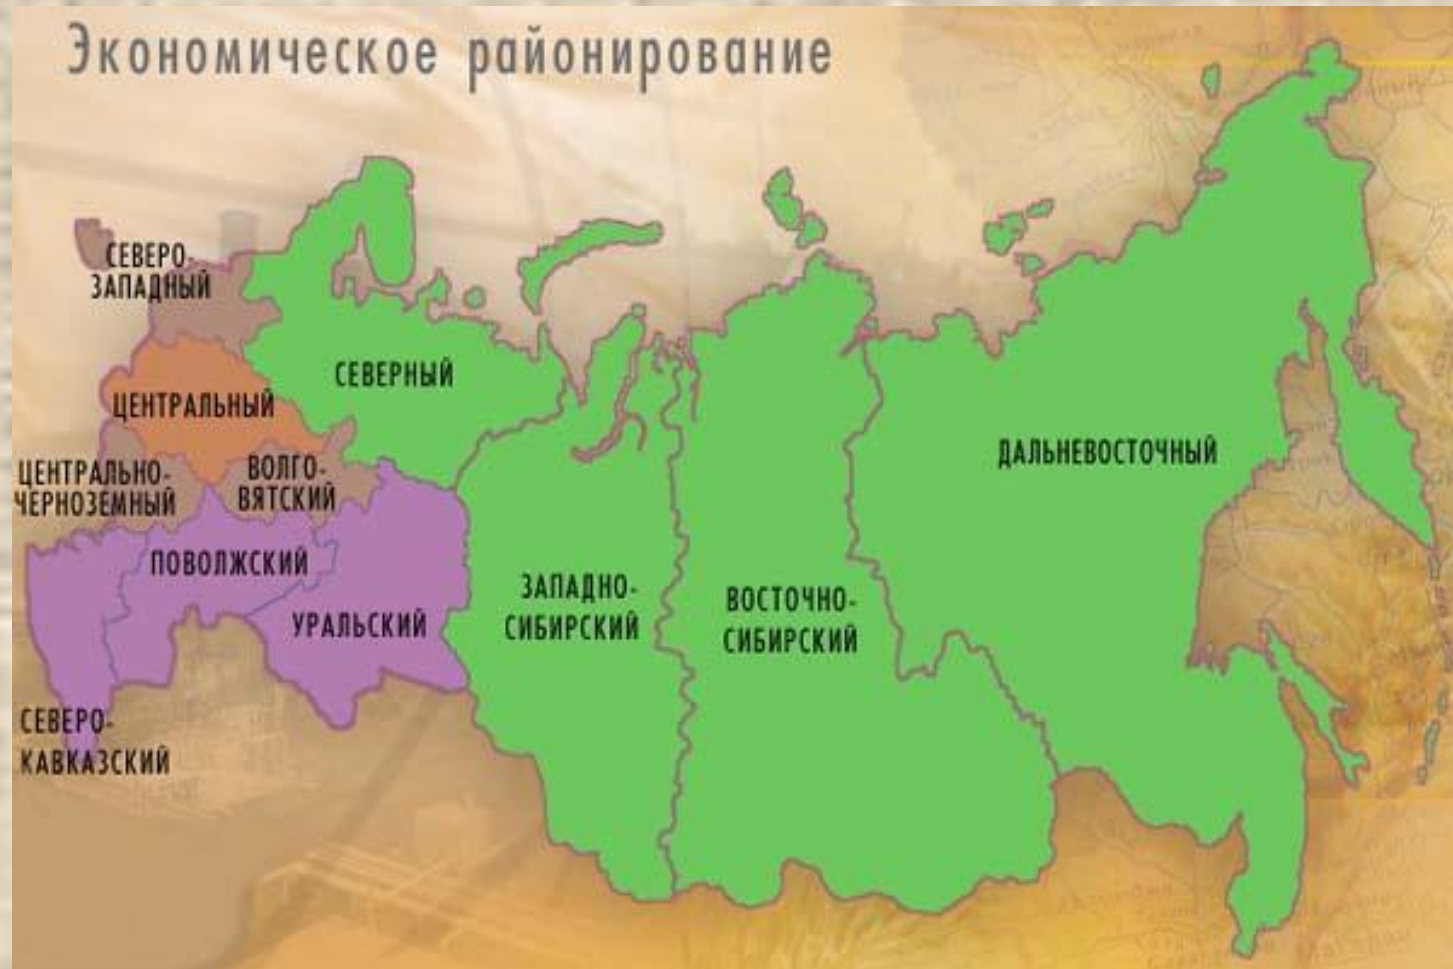 Экономическое районирование
СЕВЕРО-
ЗАПАДНЫЙ
СЕВЕРНЫЙ
ЦЕНТРАЛЬНЫЙ
ЦЕНТРАЛЬНО-
ЧЕРНОЗЕМНЫЙ
ВОЛГО-
ВЯТСКИЙ
ДАЛЬНЕВОСТОЧНЫЙ
ПОВОЛЖСКИЙ
УРАЛЬСКИЙ
ЗАПАДНО-
СИБИРСКИЙ
ВОСТОЧНО-
СИБИРСКИЙ
СЕВЕРО-
КАВКАЗСКИЙ